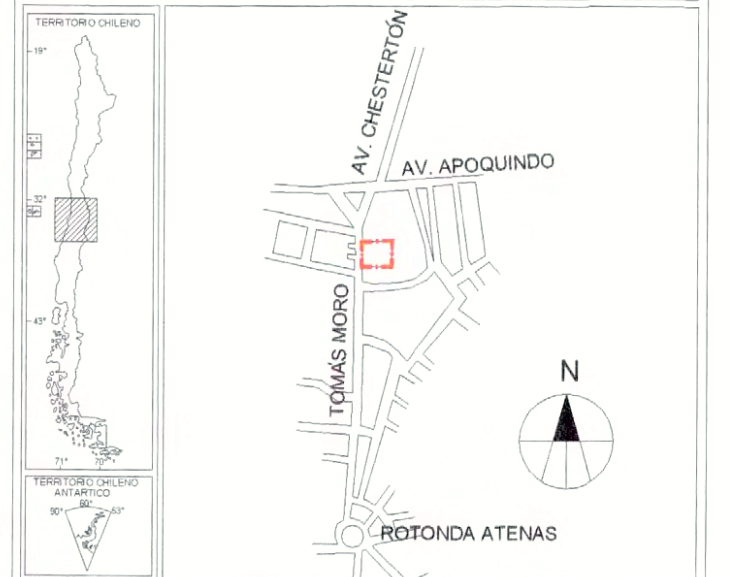 TERRITORIO CHILENO
19°
32°
43°
71° 70°
TERRITORIO CHILENO
ANTARTICO
90° 60° 53°
AV. CHESTERTÓN
AV. APOQUINDO
TOMÁS MORO
N
ROTONDA ATENAS